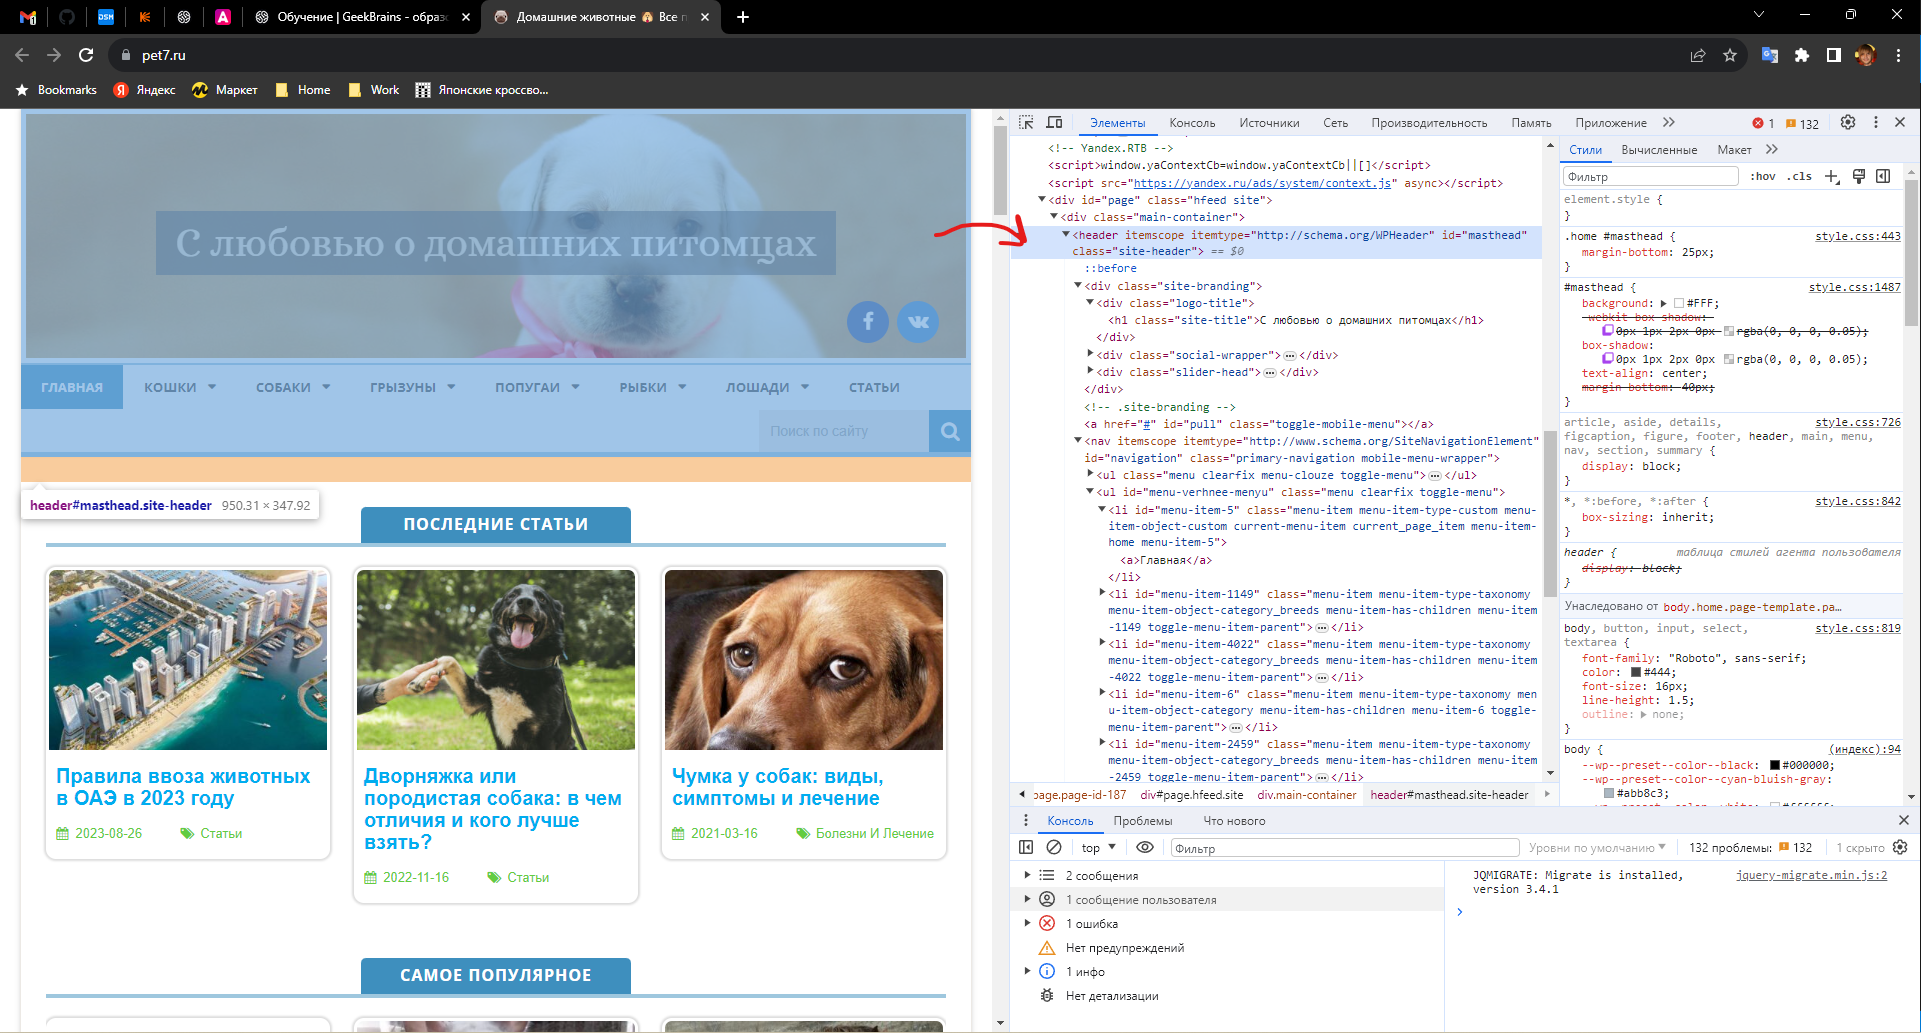 Обучение | GeekBrains - образо
Домашние животные 🙈 Все п
pet7.ru
Bookmarks
Яндекс
Маркет
Home
Work
Японские кроссво...
С любовью о домашних питомцах
ГЛАВНАЯ
КОШКИ
СОБАКИ
ГРЫЗУНЫ
ПОПУГАИ
РЫБКИ
ЛОШАДИ
СТАТЬИ
Поиск по сайту
header#masthead.site-header 950.31 × 347.92
ПОСЛЕДНИЕ СТАТЬИ
Правила ввоза животных
в ОАЭ в 2023 году
2023-08-26 Статьи
Дворняжка или
породистая собака: в чем
отличия и кого лучше
взять?
2022-11-16 Статьи
Чумка у собак: виды,
симптомы и лечение
2021-03-16 Болезни И Лечение
САМОЕ ПОПУЛЯРНОЕ
Элементы
Консоль
Источники
Сеть
Производительность
Память
Приложение
1
132
<!-- Yandex.RTB -->
<script>window.yaContextCb=window.yaContextCb||[]</script>
<script src="https://yandex.ru/ads/system/context.js" async></script>
<div id="page" class="hfeed site">
<div class="main-container">
<header itemscope itemtype="http://schema.org/WPHeader" id="masthead"
class="site-header"> == $0
::before
<div class="site-branding">
<div class="logo-title">
<h1 class="site-title">С любовью о домашних питомцах</h1>
</div>
<div class="social-wrapper">…</div>
<div class="slider-head">…</div>
</div>
<!-- .site-branding -->
<a href="#" id="pull" class="toggle-mobile-menu"></a>
<nav itemscope itemtype="http://www.schema.org/SiteNavigationElement"
id="navigation" class="primary-navigation mobile-menu-wrapper">
<ul class="menu clearfix menu-clouze toggle-menu">…</ul>
<ul id="menu-verhnee-menyu" class="menu clearfix toggle-menu">
<li id="menu-item-5" class="menu-item menu-item-type-custom menu-
item-object-custom current-menu-item current_page_item menu-item-
home menu-item-5">
<a>Главная</a>
</li>
<li id="menu-item-1149" class="menu-item menu-item-type-taxonomy
menu-item-object-category_breeds menu-item-has-children menu-item
-1149 toggle-menu-item-parent">…</li>
<li id="menu-item-4022" class="menu-item menu-item-type-taxonomy
menu-item-object-category_breeds menu-item-has-children menu-item
-4022 toggle-menu-item-parent">…</li>
<li id="menu-item-6" class="menu-item menu-item-type-taxonomy men
u-item-object-category menu-item-has-children menu-item-6 toggle-
menu-item-parent">…</li>
<li id="menu-item-2459" class="menu-item menu-item-type-taxonomy
menu-item-object-category_breeds menu-item-has-children menu-item
-2459 toggle-menu-item-parent">…</li>
page.page-id-187 div#page.hfeed.site div.main-container header#masthead.site-header
Стили
Вычисленные
Макет
Фильтр
:hov .cls
element.style {
}
.home #masthead { style.css:443
margin-bottom: 25px;
}
#masthead { style.css:1487
background: #FFF;
-webkit-box-shadow:
0px 1px 2px 0px rgba(0, 0, 0, 0.05);
box-shadow:
0px 1px 2px 0px rgba(0, 0, 0, 0.05);
text-align: center;
margin-bottom: 40px;
}
article, aside, details, style.css:726
figcaption, figure, footer, header, main, menu,
nav, section, summary {
display: block;
}
*, *:before, *:after { style.css:842
box-sizing: inherit;
}
header { таблица стилей агента пользователя
display: block;
}
Унаследовано от body.home.page-template.pa…
body, button, input, select, style.css:819
textarea {
font-family: "Roboto", sans-serif;
color: #444;
font-size: 16px;
line-height: 1.5;
outline: none;
}
body { (индекс):94
--wp--preset--color--black: #000000;
--wp--preset--color--cyan-bluish-gray:
#abb8c3;
Консоль
Проблемы
Что нового
top
Фильтр
Уровни по умолчанию
132 проблемы: 132
1 скрыто
2 сообщения
1 сообщение пользователя
1 ошибка
Нет предупреждений
1 инфо
Нет детализации
JQMIGRATE: Migrate is installed, jquery-migrate.min.js:2
version 3.4.1